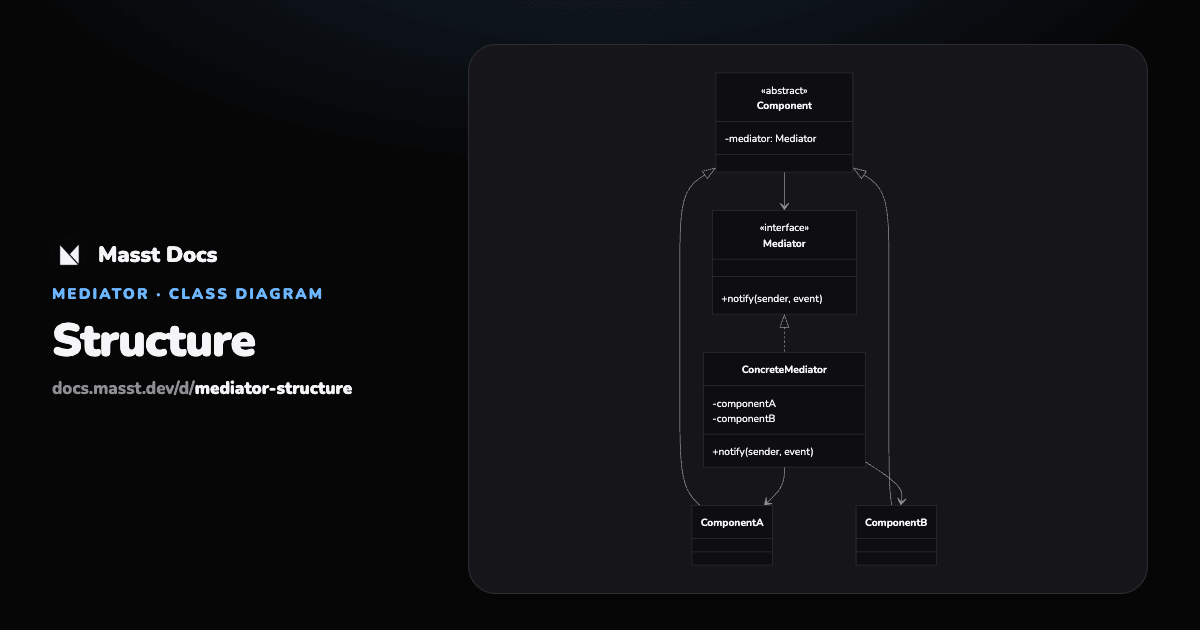 Masst Docs
MEDIATOR · CLASS DIAGRAM
Structure
docs.masst.dev/d/mediator-structure
«abstract»
Component
-mediator: Mediator
«interface»
Mediator
+notify(sender, event)
ConcreteMediator
-componentA
-componentB
+notify(sender, event)
ComponentA
ComponentB